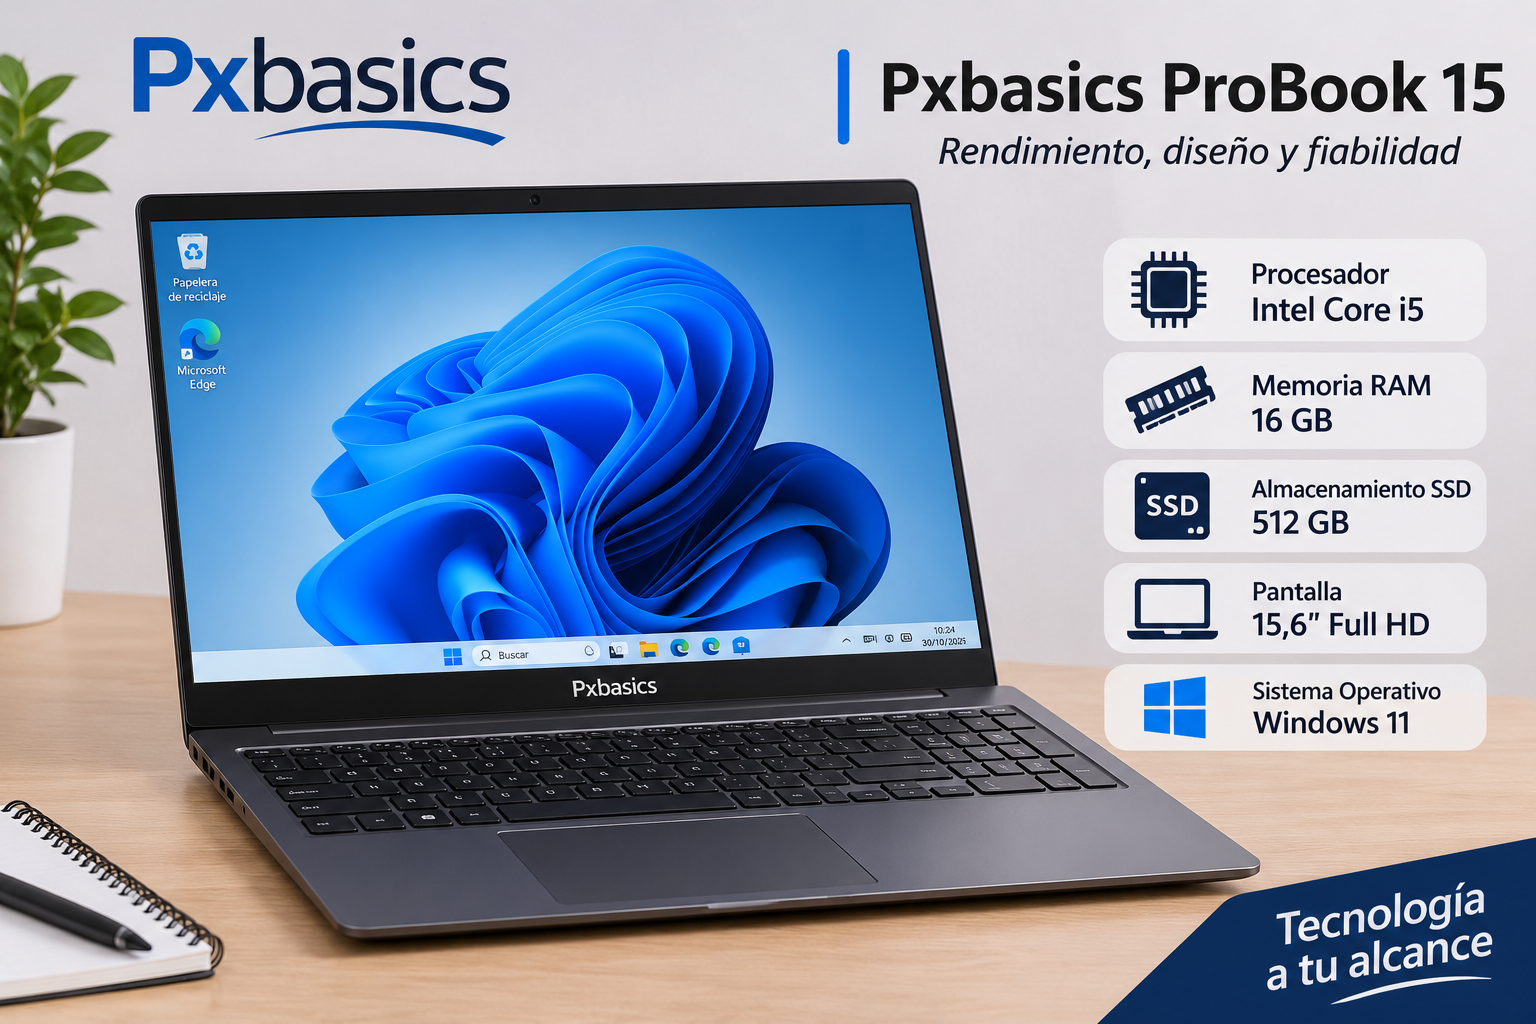 Pxbasics
Pxbasics ProBook 15
Rendimiento, diseño y fiabilidad
Papelera
de reciclaje
Microsoft
Edge
Buscar
10:24
30/10/2025
Pxbasics
Procesador
Intel Core i5
Memoria RAM
16 GB
SSD
Almacenamiento SSD
512 GB
Pantalla
15,6” Full HD
Sistema Operativo
Windows 11
Tecnología
a tu alcance